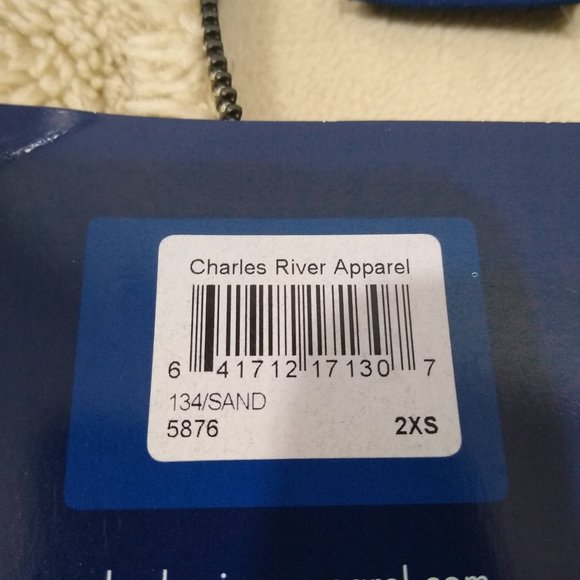 Charles River Apparel
6 41712 17130 7
134/SAND
5876 2XS